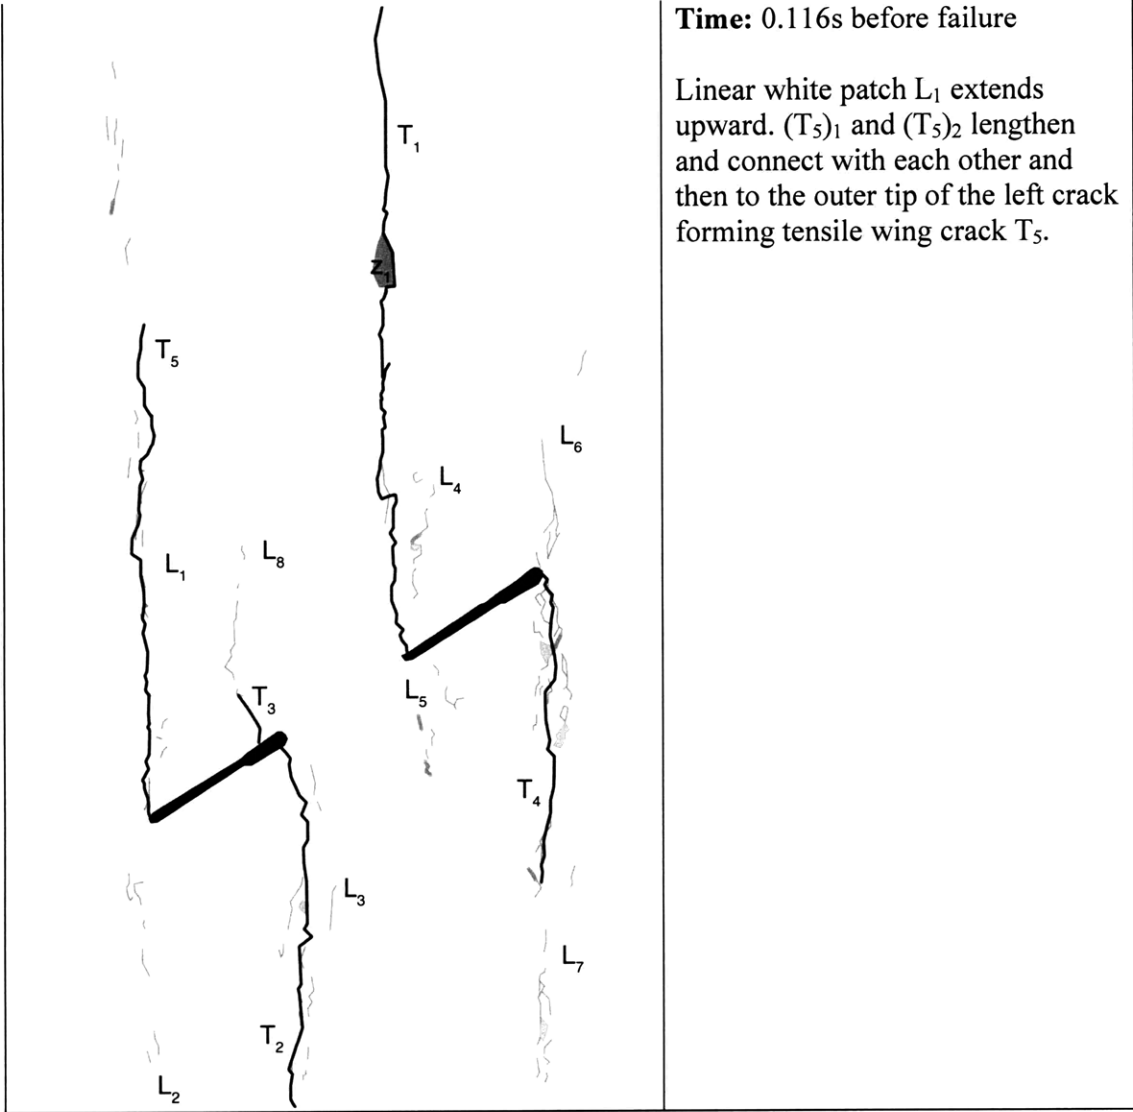 Time: 0.116s before failure
Linear white patch L₁ extends
upward. (T₅)₁ and (T₅)₂ lengthen
and connect with each other and
then to the outer tip of the left crack
forming tensile wing crack T₅.
T₁
Z₁
T₅
L₆
L₄
L₈
L₁
T₃
L₅
T₄
L₃
L₇
T₂
L₂